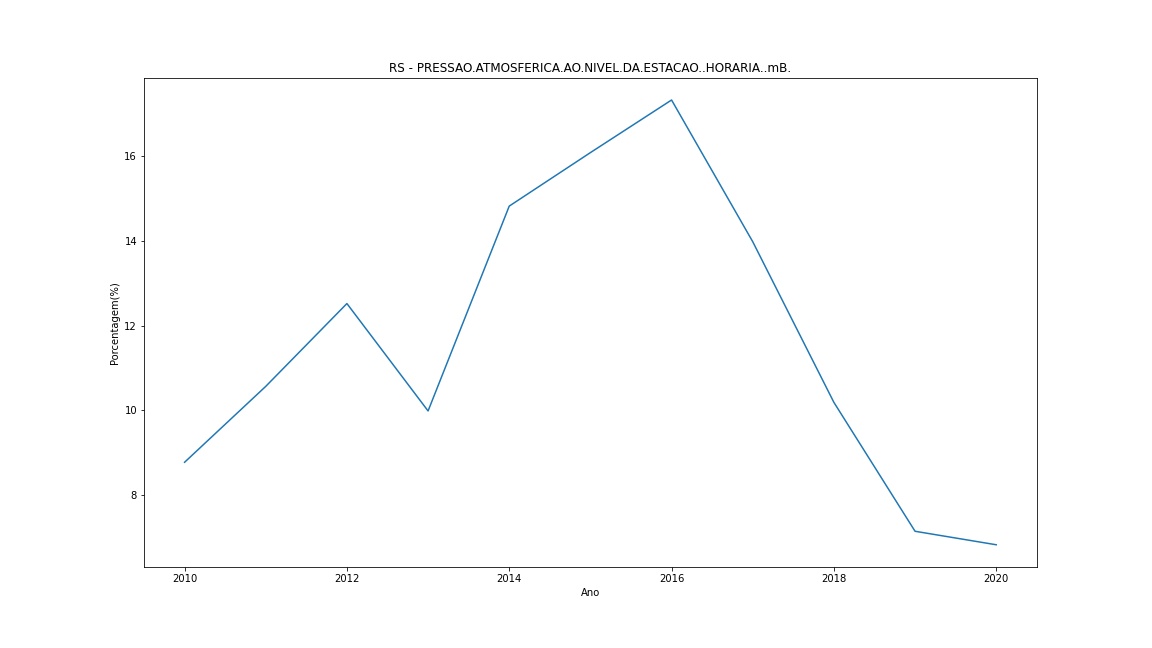 RS - PRESSAO.ATMOSFERICA.AO.NIVEL.DA.ESTACAO..HORARIA..mB.
16
14
12
10
8
Porcentagem(%)
2010 2012 2014 2016 2018 2020
Ano